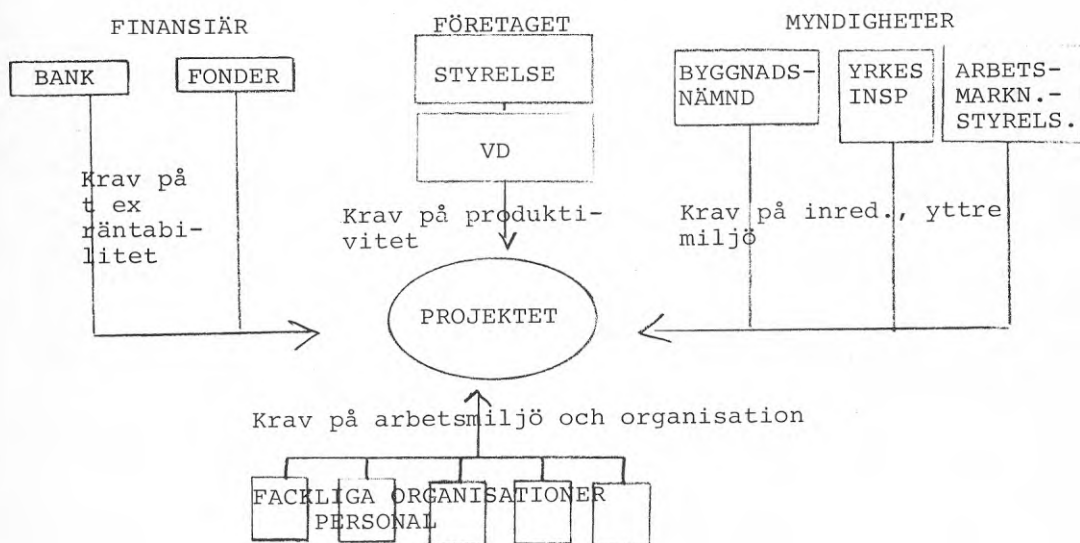 FINANSIÄR
BANK
FONDER
Krav på
t ex
räntabi-
litet
FÖRETAGET
STYRELSE
VD
Krav på produkti-
vitet
MYNDIGHETER
BYGGNADS-
NÄMND
YRKES
INSP
ARBETS-
MARKN.-
STYRELS.
Krav på inred., yttre
miljö
PROJEKTET
Krav på arbetsmiljö och organisation
FACKLIGA ORGANISATIONER
PERSONAL